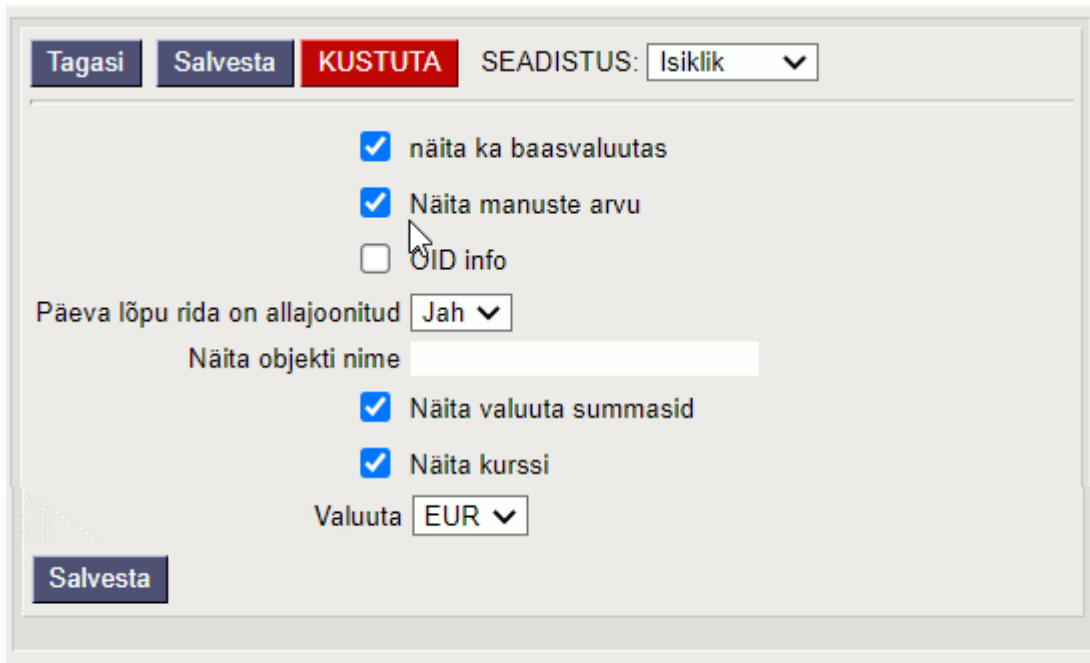 Tagasi Salvesta KUSTUTA SEADISTUS: Isiklik
näita ka baasvaluutas
Näita manuste arvu
OID info
Päeva lõpu rida on allajoonitud Jah
Näita objekti nime
Näita valuuta summasid
Näita kurssi
Valuuta EUR
Salvesta